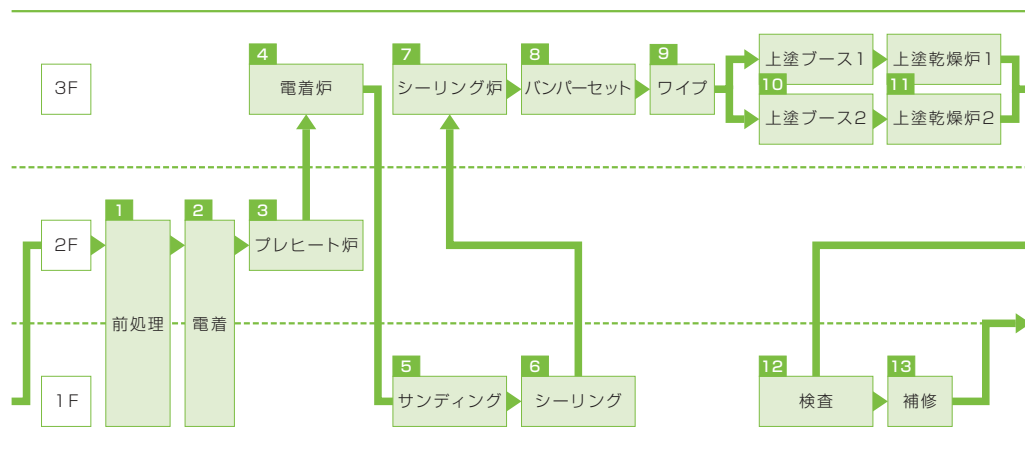 3F
4
電着炉
7
シーリング炉
8
バンパーセット
9
ワイプ
上塗ブース1
上塗乾燥炉1
10
上塗ブース2
11
上塗乾燥炉2
2F
1
前処理
2
電着
3
プレヒート炉
1F
5
サンディング
6
シーリング
12
検査
13
補修